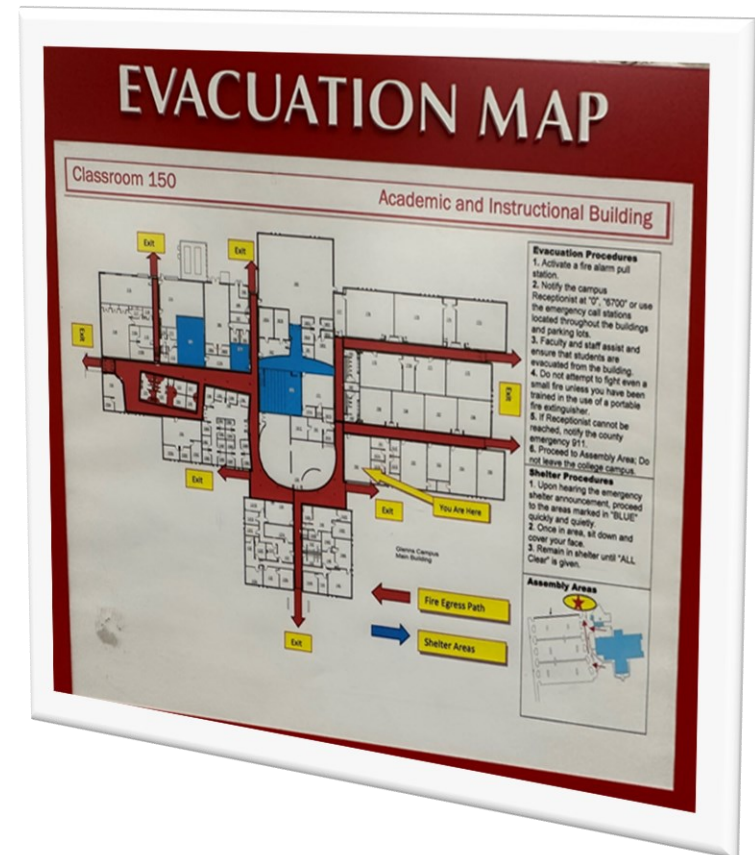 EVACUATION MAP
Classroom 150
Academic and Instructional Building
Exit
Exit
Exit
Exit
Exit
Exit
Exit
You Are Here
Glenns Campus
Main Building
Fire Egress Path
Shelter Areas
Evacuation Procedures
1. Activate a fire alarm pull
station.
2. Notify the campus
Receptionist at "0", "6700" or use
the emergency call stations
located throughout the buildings
and parking lots.
3. Faculty and staff assist and
ensure that students are
evacuated from the building.
4. Do not attempt to fight even a
small fire unless you have been
trained in the use of a portable
fire extinguisher.
5. If Receptionist cannot be
reached, notify the county
emergency 911.
6. Proceed to Assembly Area; Do
not leave the college campus.
Shelter Procedures
1. Upon hearing the emergency
shelter announcement, proceed
to the areas marked in "BLUE"
quickly and quietly.
2. Once in area, sit down and
cover your face.
3. Remain in shelter until "ALL
Clear" is given.
Assembly Areas